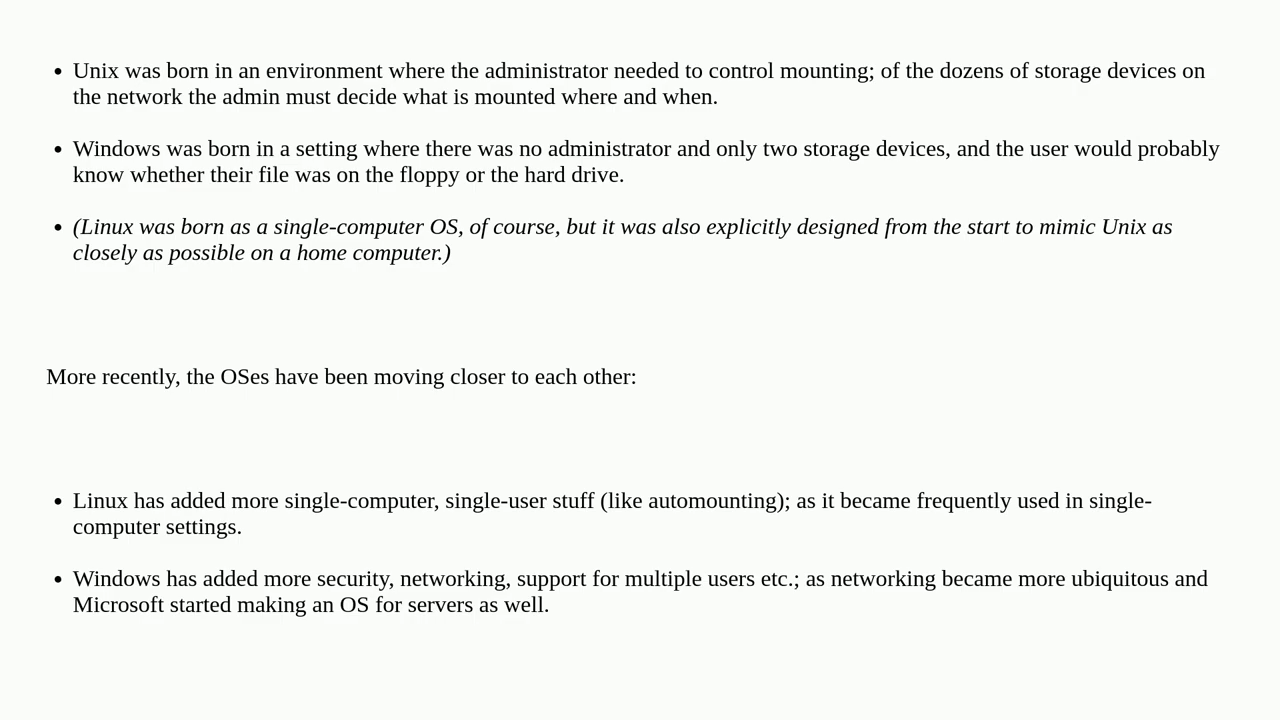 • Unix was born in an environment where the administrator needed to control mounting; of the dozens of storage devices on
the network the admin must decide what is mounted where and when.
• Windows was born in a setting where there was no administrator and only two storage devices, and the user would probably
know whether their file was on the floppy or the hard drive.
• (Linux was born as a single-computer OS, of course, but it was also explicitly designed from the start to mimic Unix as
closely as possible on a home computer.)
More recently, the OSes have been moving closer to each other:
• Linux has added more single-computer, single-user stuff (like automounting); as it became frequently used in single-
computer settings.
• Windows has added more security, networking, support for multiple users etc.; as networking became more ubiquitous and
Microsoft started making an OS for servers as well.